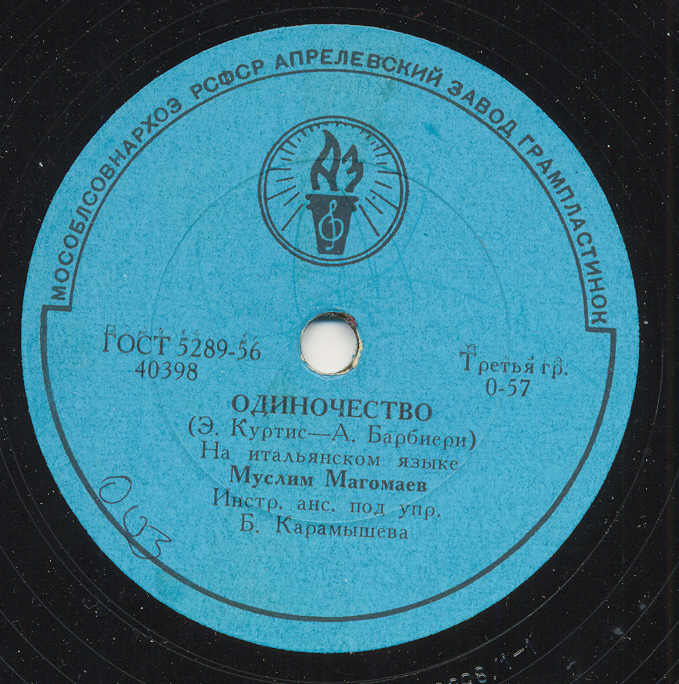 МОСОБЛСОВНАРХОЗ РСФСР АПРЕЛЕВСКИЙ ЗАВОД ГРАМПЛАСТИНОК
АЗ
ГОСТ 5289-56
40398
Третья гр.
0-57
ОДИНОЧЕСТВО
(Э. Куртис—А. Барбиери)
На итальянском языке
Муслим Магомаев
Инстр. анс. под упр.
Б. Карамышева